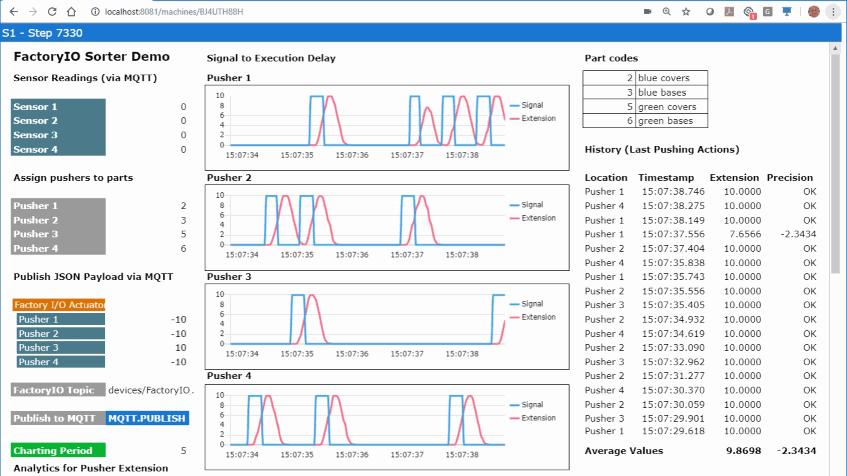 localhost:8081/machines/BJ4UTH88H
S1 - Step 7330
FactoryIO Sorter Demo
Sensor Readings (via MQTT)
Sensor 1 0
Sensor 2 0
Sensor 3 0
Sensor 4 0
Assign pushers to parts
Pusher 1 2
Pusher 2 3
Pusher 3 5
Pusher 4 6
Publish JSON Payload via MQTT
Factory I/O Actuator
Pusher 1 -10
Pusher 2 -10
Pusher 3 10
Pusher 4 -10
FactoryIO Topic devices/FactoryIO.
Publish to MQTT MQTT.PUBLISH
Charting Period 5
Analytics for Pusher Extension
Signal to Execution Delay
Pusher 1
10
8
6
4
2
0
15:07:34 15:07:35 15:07:36 15:07:37 15:07:38
Signal
Extension
Pusher 2
10
8
6
4
2
0
15:07:34 15:07:35 15:07:36 15:07:37 15:07:38
Signal
Extension
Pusher 3
10
8
6
4
2
0
15:07:34 15:07:35 15:07:36 15:07:37 15:07:38
Signal
Extension
Pusher 4
10
8
6
4
2
0
15:07:34 15:07:35 15:07:36 15:07:37 15:07:38
Signal
Extension
Part codes
2 blue covers
3 blue bases
5 green covers
6 green bases
History (Last Pushing Actions)
Location Timestamp Extension Precision
Pusher 1 15:07:38.746 10.0000 OK
Pusher 4 15:07:38.275 10.0000 OK
Pusher 1 15:07:38.149 10.0000 OK
Pusher 1 15:07:37.556 7.6566 -2.3434
Pusher 2 15:07:37.404 10.0000 OK
Pusher 4 15:07:35.838 10.0000 OK
Pusher 1 15:07:35.743 10.0000 OK
Pusher 2 15:07:35.556 10.0000 OK
Pusher 3 15:07:35.405 10.0000 OK
Pusher 2 15:07:34.932 10.0000 OK
Pusher 4 15:07:34.619 10.0000 OK
Pusher 2 15:07:33.090 10.0000 OK
Pusher 3 15:07:32.962 10.0000 OK
Pusher 2 15:07:31.277 10.0000 OK
Pusher 4 15:07:30.370 10.0000 OK
Pusher 2 15:07:30.059 10.0000 OK
Pusher 3 15:07:29.901 10.0000 OK
Pusher 1 15:07:29.618 10.0000 OK
Average Values 9.8698 -2.3434